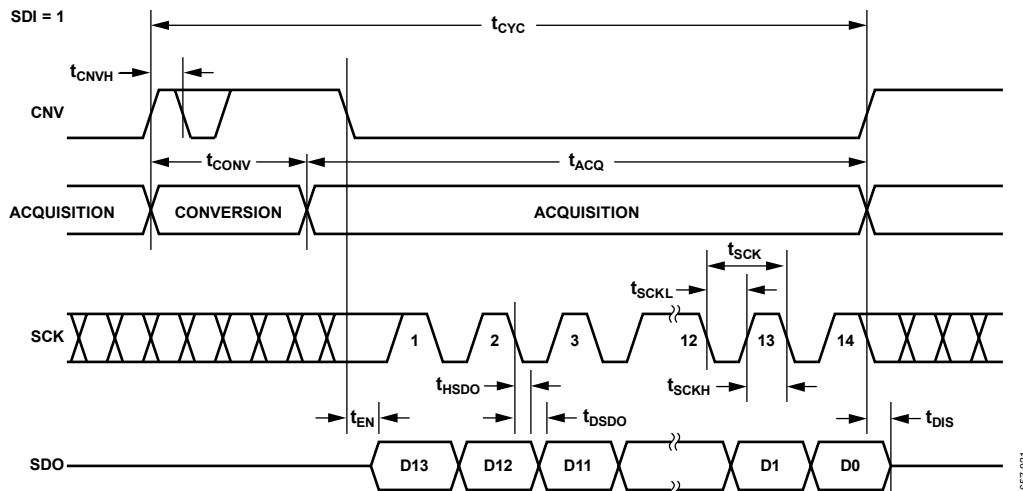 SDI = 1
tCYC
tCNVH
CNV
tCONV
tACQ
ACQUISITION
CONVERSION
ACQUISITION
tSCK
tSCKL
SCK
1
2
3
12
13
14
tHSDO
tSCKH
tEN
tDSDO
tDIS
SDO
D13
D12
D11
D1
D0